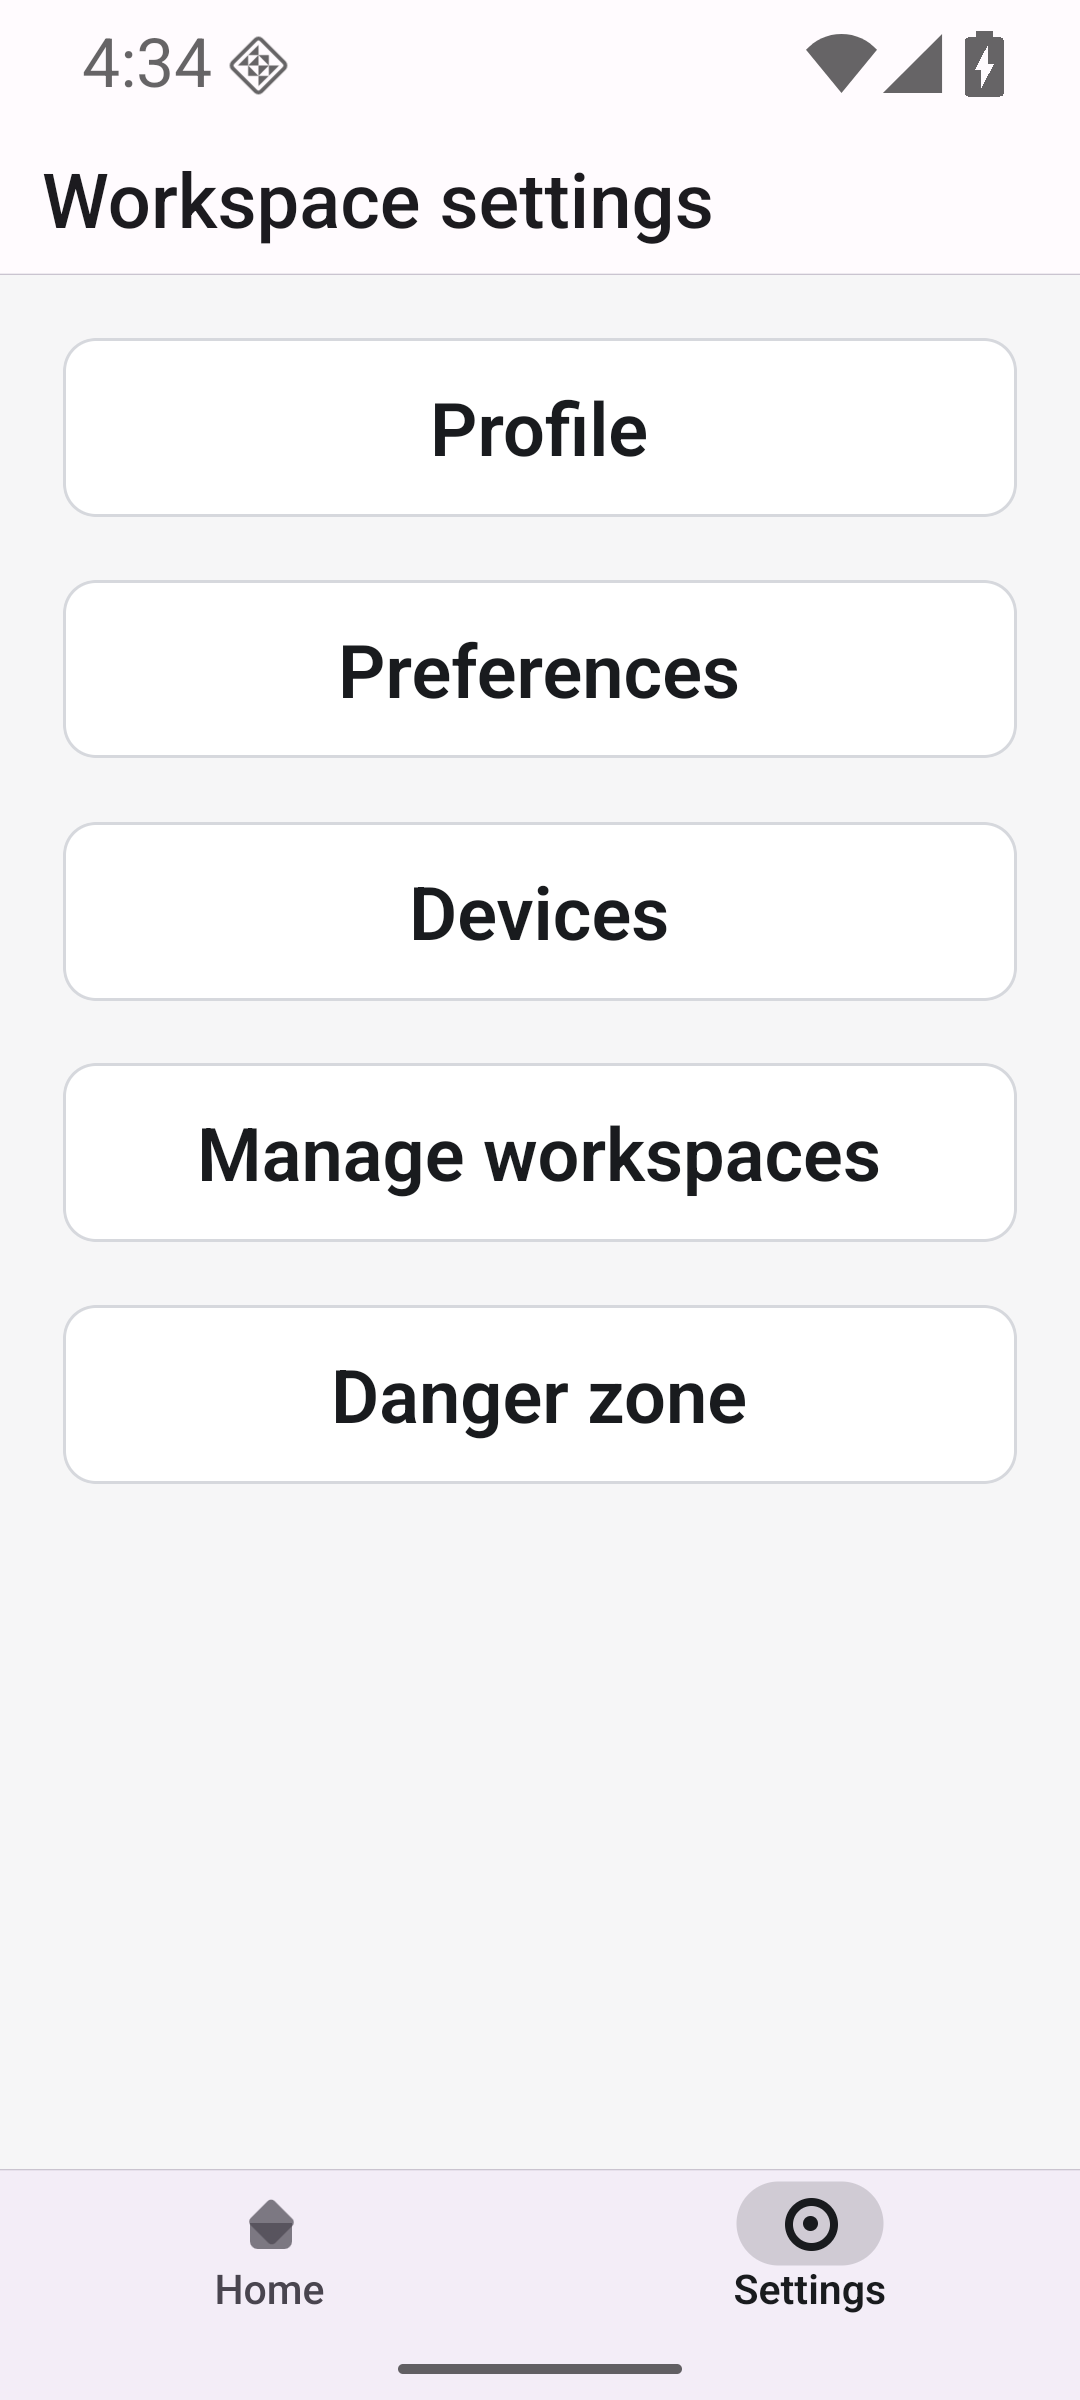 4:34
Workspace settings
Profile
Preferences
Devices
Manage workspaces
Danger zone
Home
Settings